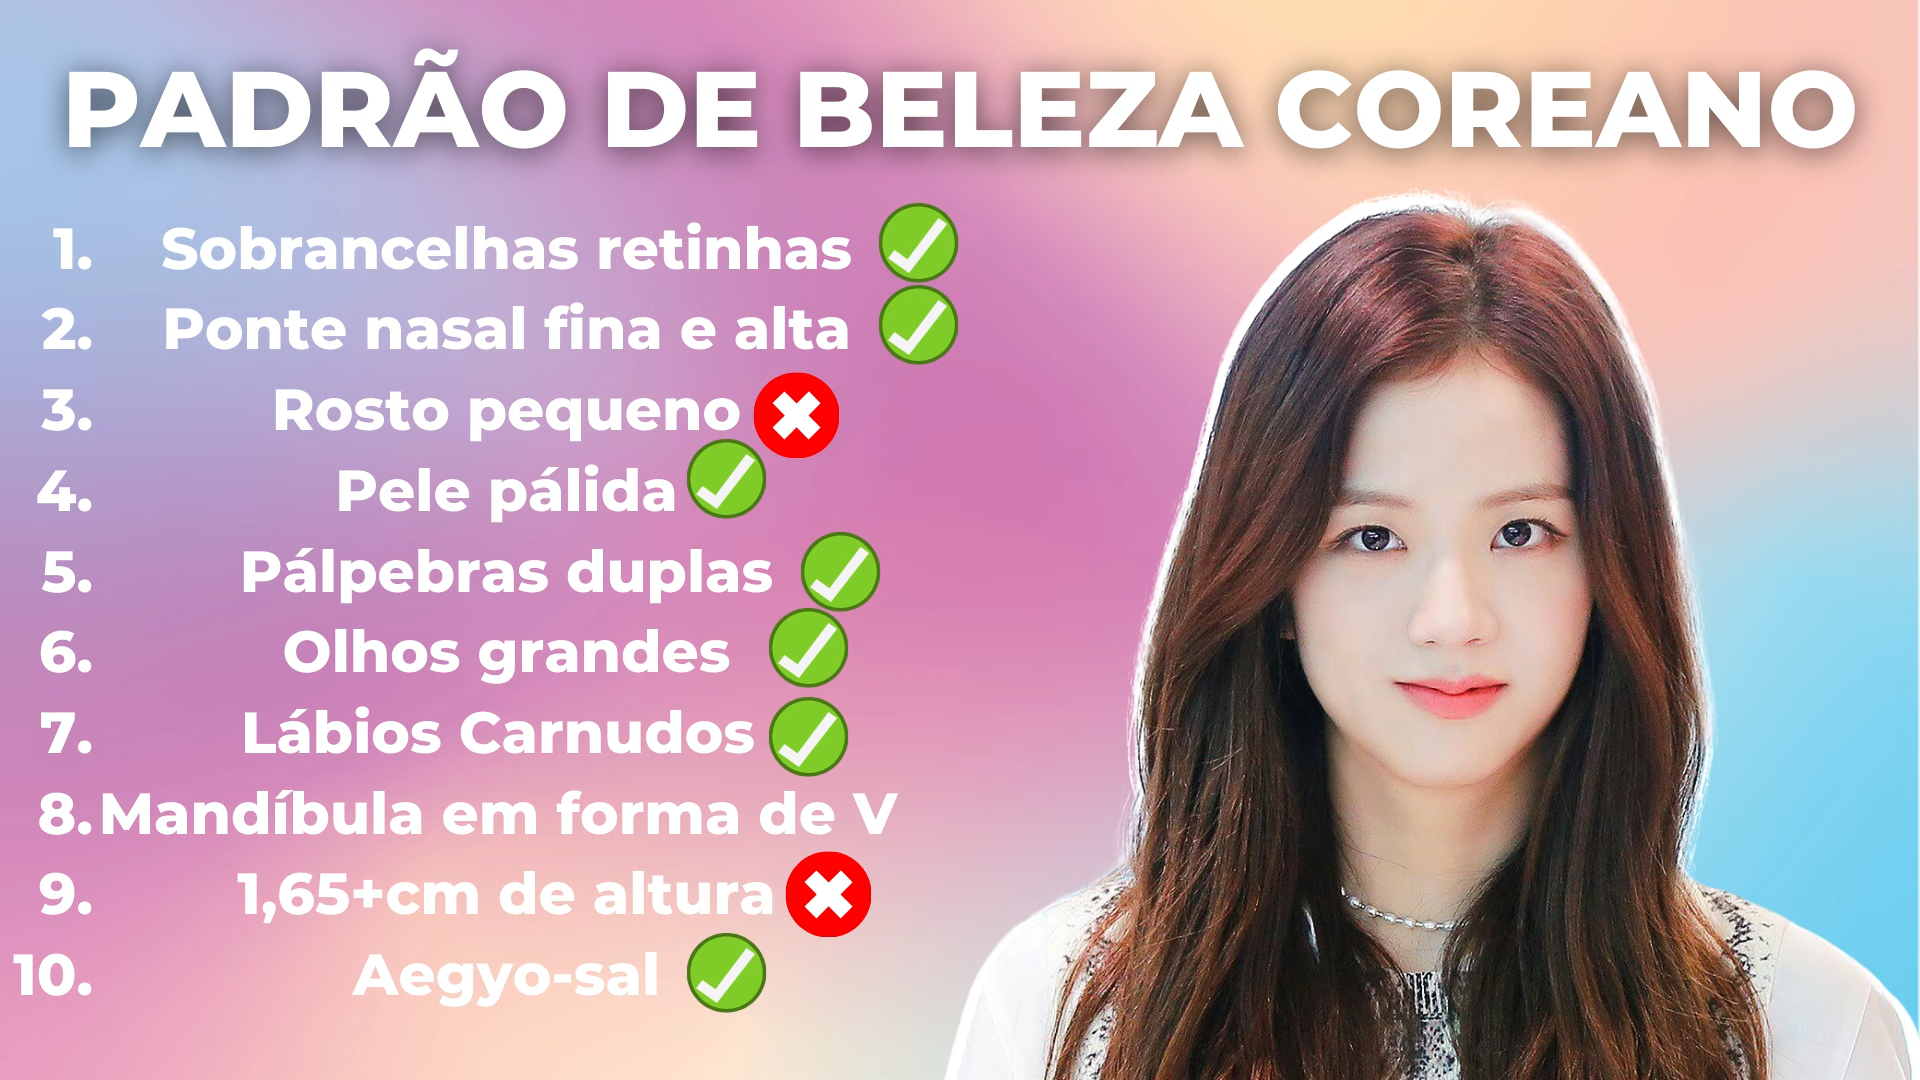 PADRÃO DE BELEZA COREANO
1. Sobrancelhas retinhas
2. Ponte nasal fina e alta
3. Rosto pequeno
4. Pele pálida
5. Pálpebras duplas
6. Olhos grandes
7. Lábios Carnudos
8. Mandíbula em forma de V
9. 1,65+cm de altura
10. Aegyo-sal